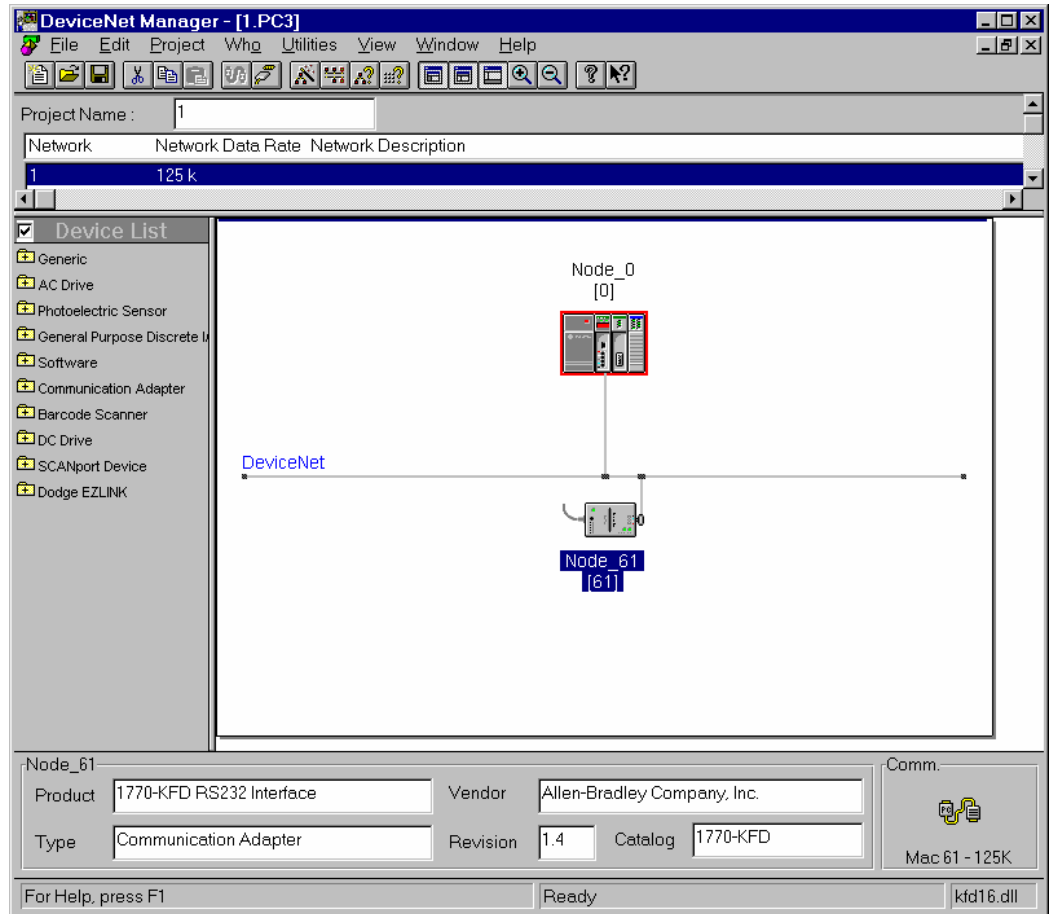 DeviceNet Manager - [1.PC3]
File Edit Project Who Utilities View Window Help
Project Name : 1
Network Network Data Rate Network Description
1 125 k
Device List
Generic
AC Drive
Photoelectric Sensor
General Purpose Discrete I/
Software
Communication Adapter
Barcode Scanner
DC Drive
SCANport Device
Dodge EZLINK
Node_0
[0]
DeviceNet
Node_61
[61]
Node_61
Product 1770-KFD RS232 Interface Vendor Allen-Bradley Company, Inc.
Type Communication Adapter Revision 1.4 Catalog 1770-KFD
Comm.
Mac 61 - 125K
For Help, press F1 Ready kfd16.dll